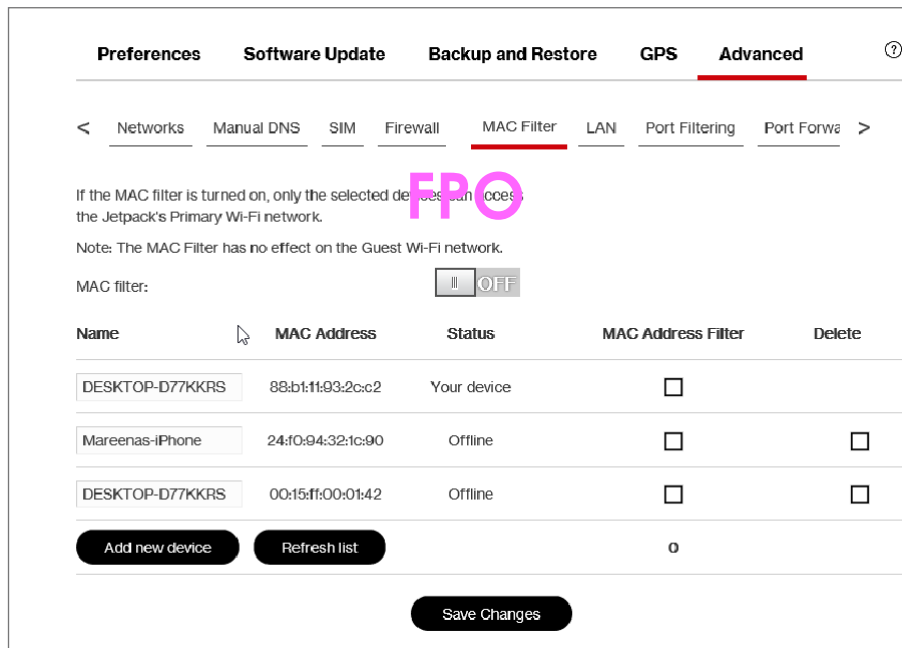 Preferences Software Update Backup and Restore GPS Advanced ?
< Networks Manual DNS SIM Firewall MAC Filter LAN Port Filtering Port Forwa >
FPO
If the MAC filter is turned on, only the selected devices can access
the Jetpack's Primary Wi-Fi network.
Note: The MAC Filter has no effect on the Guest Wi-Fi network.
MAC filter: OFF
Name MAC Address Status MAC Address Filter Delete
DESKTOP-D77KKRS 88:b1:11:93:2c:c2 Your device
Mareenas-iPhone 24:f0:94:32:1c:90 Offline
DESKTOP-D77KKRS 00:15:ff:00:01:42 Offline
Add new device Refresh list 0
Save Changes